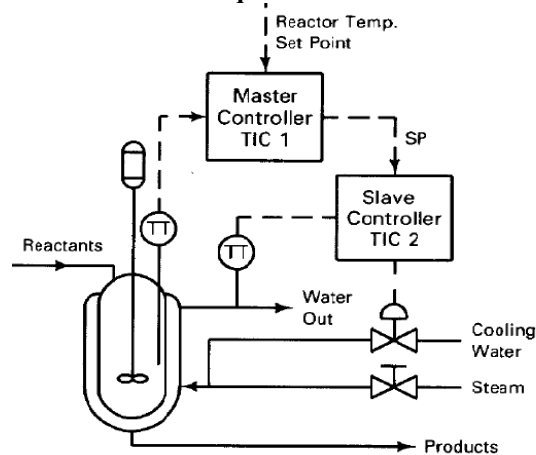 Reactor Temp.
Set Point
Master
Controller
TIC 1
SP
Slave
Controller
TIC 2
TT
TT
Reactants
Water
Out
Cooling
Water
Steam
Products